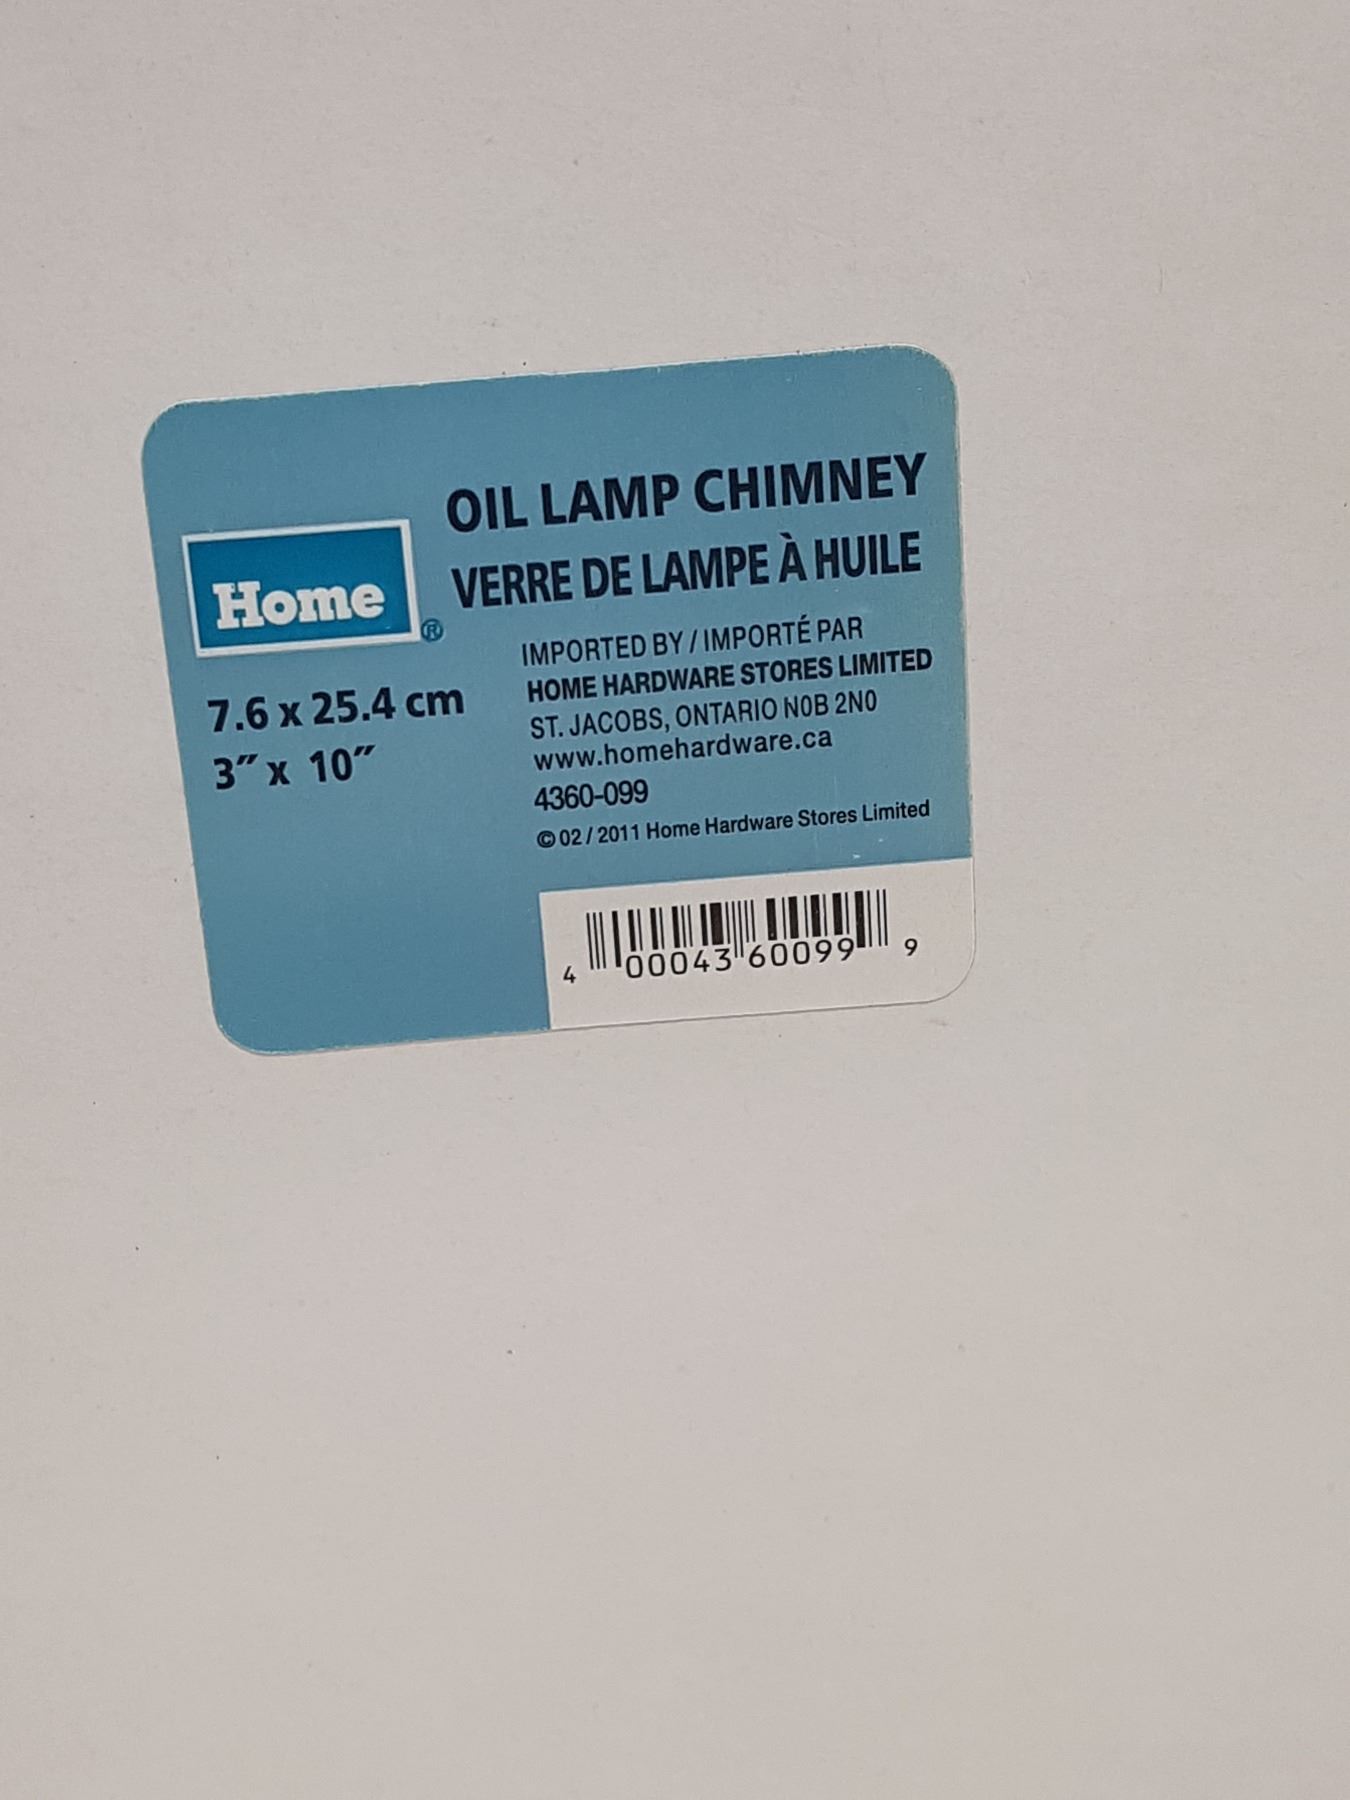 OIL LAMP CHIMNEY
VERRE DE LAMPE À HUILE
Home®
7.6 x 25.4 cm
3” x 10”
IMPORTED BY / IMPORTÉ PAR
HOME HARDWARE STORES LIMITED
ST. JACOBS, ONTARIO N0B 2N0
www.homehardware.ca
4360-099
© 02 / 2011 Home Hardware Stores Limited
4 00043 60099 9